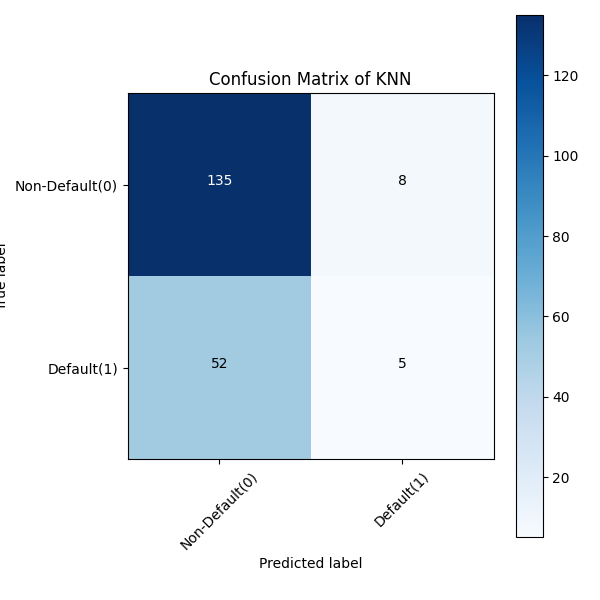 Confusion Matrix of KNN
Non-Default(0)
135
8
Default(1)
52
5
Non-Default(0)
Default(1)
Predicted label
label
120
100
80
60
40
20